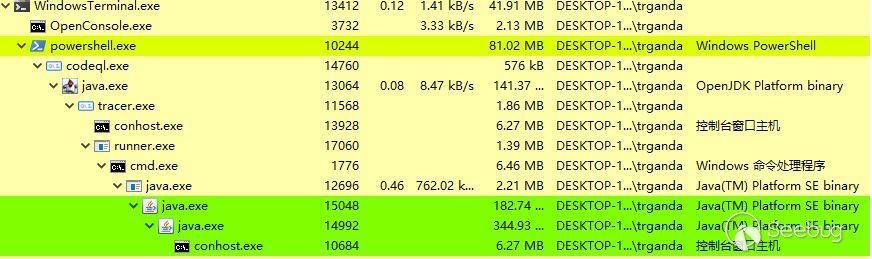 WindowsTerminal.exe 13412 0.12 1.41 kB/s 41.91 MB DESKTOP-1...\trganda
OpenConsole.exe 3732 3.33 kB/s 2.13 MB DESKTOP-1...\trganda
powershell.exe 10244 81.02 MB DESKTOP-1...\trganda Windows PowerShell
codeql.exe 14760 576 kB DESKTOP-1...\trganda
java.exe 13064 0.08 8.47 kB/s 141.37 ... DESKTOP-1...\trganda OpenJDK Platform binary
tracer.exe 11568 1.86 MB DESKTOP-1...\trganda
conhost.exe 13928 6.27 MB DESKTOP-1...\trganda 控制台窗口主机
runner.exe 17060 1.39 MB DESKTOP-1...\trganda
cmd.exe 1776 6.46 MB DESKTOP-1...\trganda Windows 命令处理程序
java.exe 12696 0.46 762.02 k... 2.21 MB DESKTOP-1...\trganda Java(TM) Platform SE binary
java.exe 15048 182.74 ... DESKTOP-1...\trganda Java(TM) Platform SE binary
java.exe 14992 344.93 ... DESKTOP-1...\trganda Java(TM) Platform SE binary
conhost.exe 10684 6.27 MB DESKTOP-1...\trganda 控制台窗口主机
Seebug